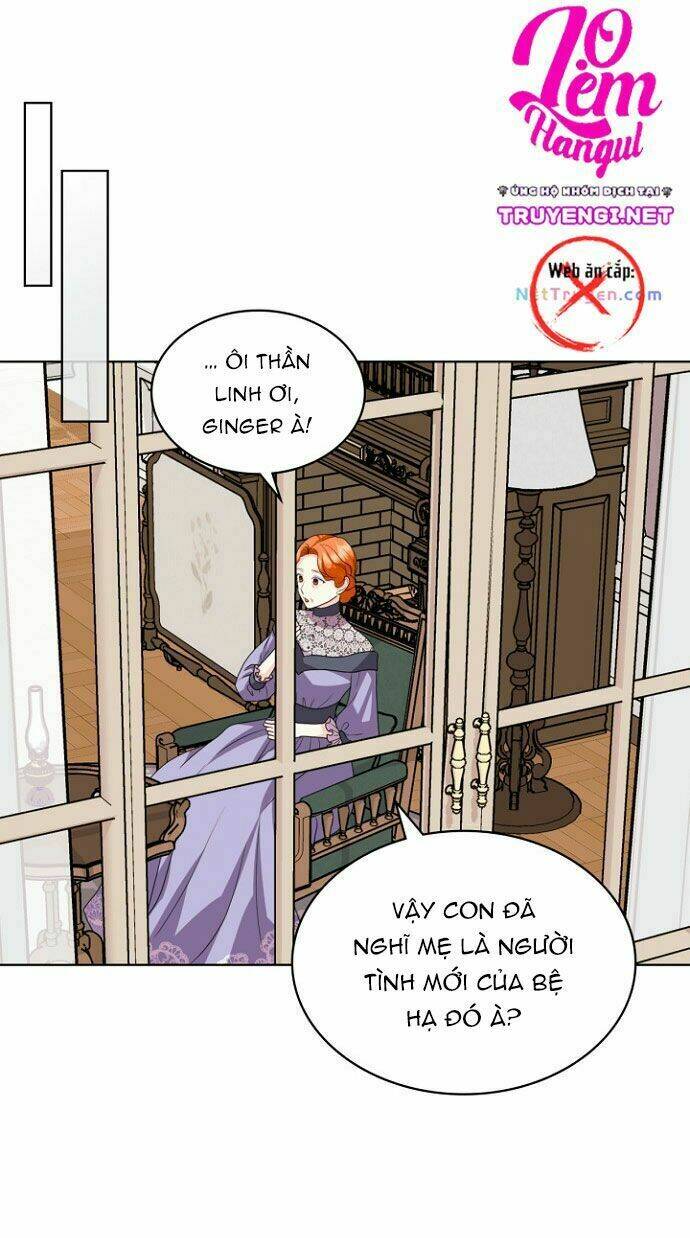 LỌ LEM
Hangul
ỦNG HỘ NHÓM DỊCH TẠI
TRUYENGI.NET
Web ăn cắp:
NetTruyen.com
... ÔI THẦN
LINH ƠI,
GINGER À!
VẬY CON ĐÃ
NGHĨ MẸ LÀ NGƯỜI
TÌNH MỚI CỦA BỆ
HẠ ĐÓ À?